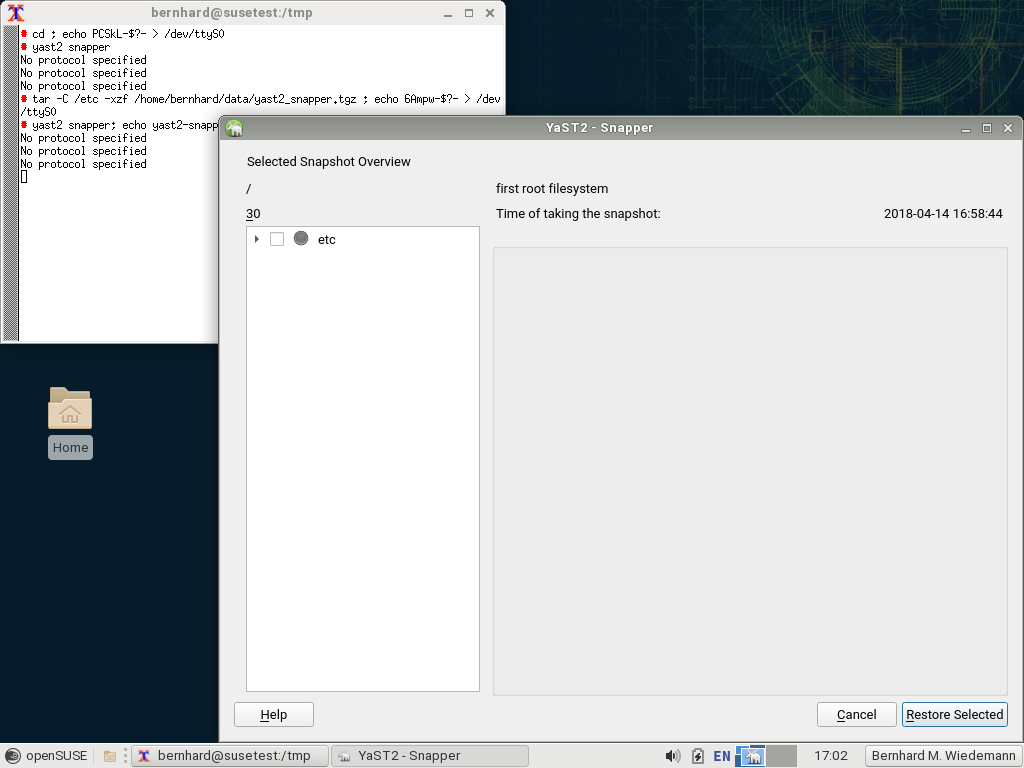 bernhard@susetest:/tmp
# cd ; echo PCSkL-$?- > /dev/ttyS0
# yast2 snapper
No protocol specified
No protocol specified
No protocol specified
# tar -C /etc -xzf /home/bernhard/data/yast2_snapper.tgz ; echo 6Ampw-$?- > /dev
/ttyS0
# yast2 snapper; echo yast2-snapp
No protocol specified
No protocol specified
No protocol specified
YaST2 - Snapper
Selected Snapshot Overview
/
first root filesystem
30
Time of taking the snapshot:
2018-04-14 16:58:44
etc
Home
Help
Cancel
Restore Selected
openSUSE
bernhard@susetest:/tmp
YaST2 - Snapper
EN
17:02
Bernhard M. Wiedemann